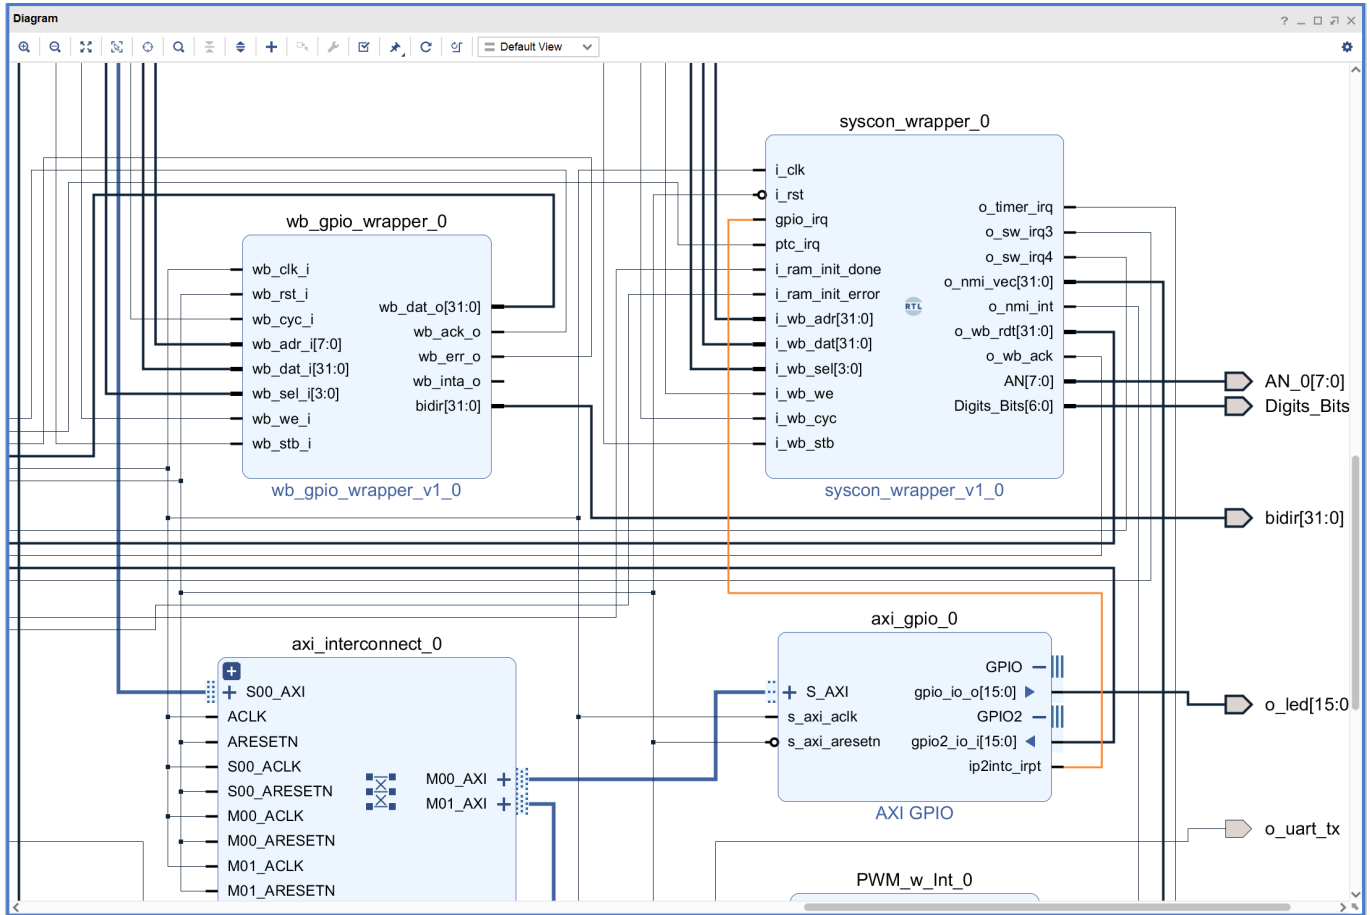 Diagram
Default View
syscon_wrapper_0
i_clk
i_rst
gpio_irq
ptc_irq
i_ram_init_done
i_ram_init_error
i_wb_adr[31:0]
i_wb_dat[31:0]
i_wb_sel[3:0]
i_wb_we
i_wb_cyc
i_wb_stb
RTL
o_timer_irq
o_sw_irq3
o_sw_irq4
o_nmi_vec[31:0]
o_nmi_int
o_wb_rdt[31:0]
o_wb_ack
AN[7:0]
Digits_Bits[6:0]
syscon_wrapper_v1_0
wb_gpio_wrapper_0
wb_clk_i
wb_rst_i
wb_cyc_i
wb_adr_i[7:0]
wb_dat_i[31:0]
wb_sel_i[3:0]
wb_we_i
wb_stb_i
wb_dat_o[31:0]
wb_ack_o
wb_err_o
wb_inta_o
bidir[31:0]
wb_gpio_wrapper_v1_0
AN_0[7:0]
Digits_Bits
bidir[31:0]
axi_interconnect_0
S00_AXI
ACLK
ARESETN
S00_ACLK
S00_ARESETN
M00_ACLK
M00_ARESETN
M01_ACLK
M01_ARESETN
M00_AXI
M01_AXI
axi_gpio_0
S_AXI
s_axi_aclk
s_axi_aresetn
GPIO
gpio_io_o[15:0]
GPIO2
gpio2_io_i[15:0]
ip2intc_irpt
AXI GPIO
o_led[15:0
o_uart_tx
PWM_w_Int_0